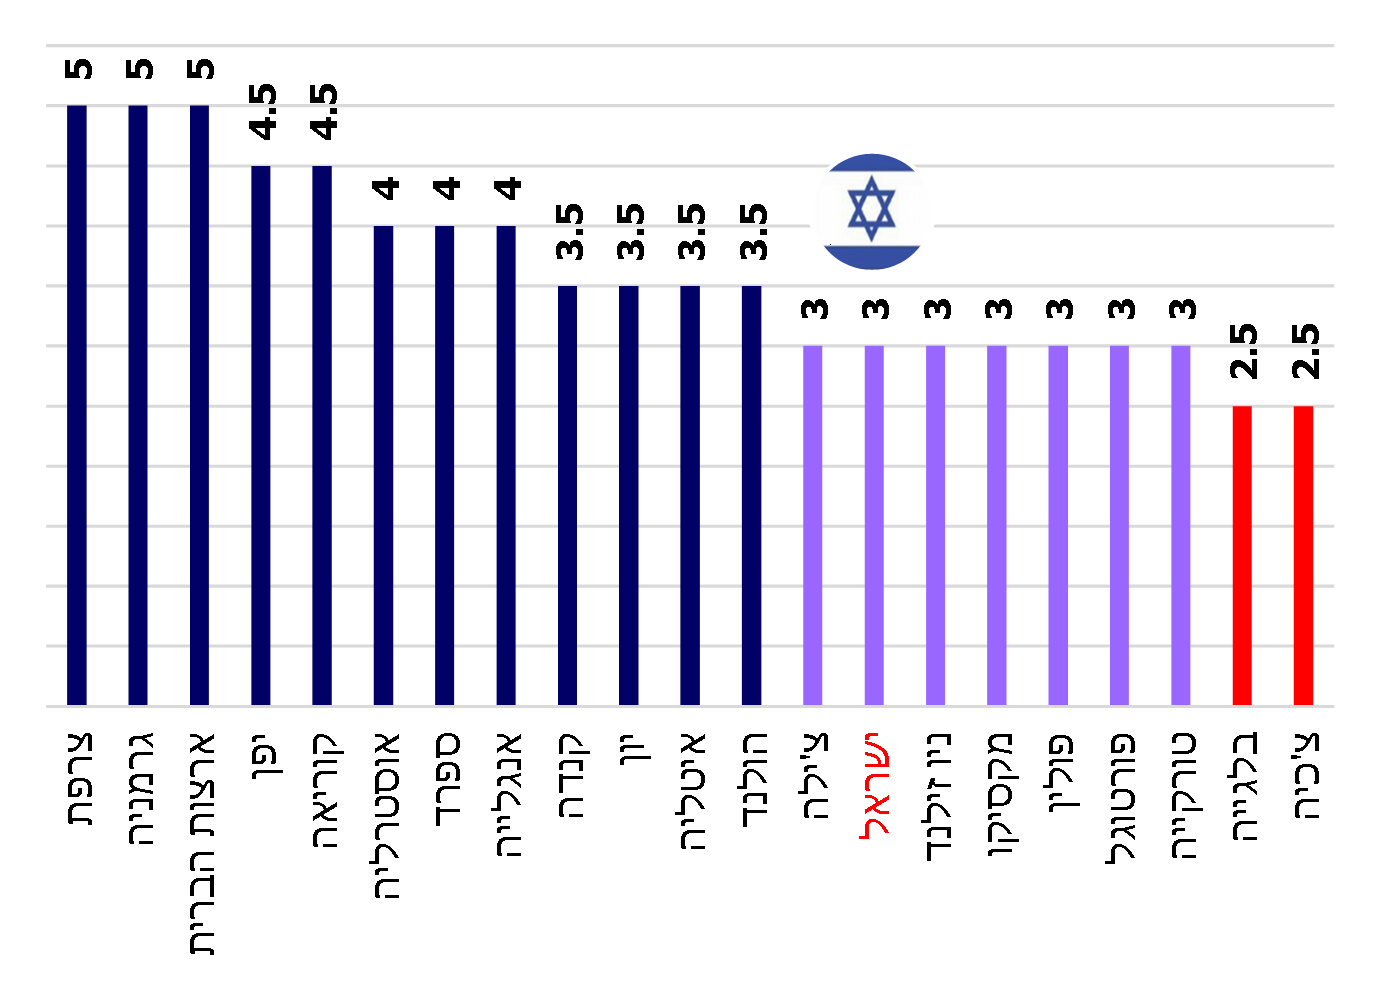 5
5
5
4.5
4.5
4
4
4
3.5
3.5
3.5
3.5
3
3
3
3
3
3
3
2.5
2.5
צרפת
גרמניה
ארצות הברית
יפן
קוריאה
אוסטרליה
ספרד
אנגלייה
קנדה
יוון
איטליה
הולנד
צ'ילה
ישראל
ניו זילנד
מקסיקו
פולין
פורטוגל
טורקייה
בלגייה
צ'כיה